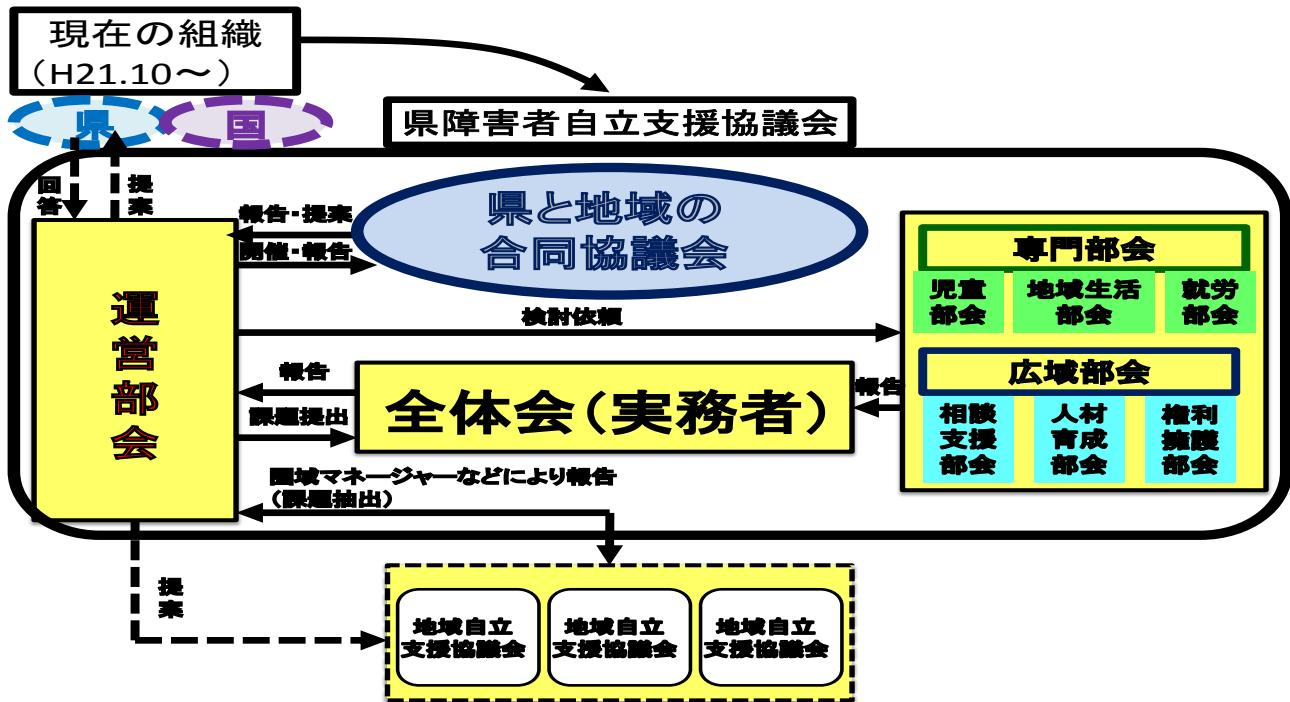 現在の組織
（H21.10～）
県
国
県障害者自立支援協議会
回答
提案
県と地域の
合同協議会
報告・提案
開催・報告
運営部会
専門部会
児童
部会
地域生活
部会
就労
部会
検討依頼
広域部会
相談
支援
部会
人材
育成
部会
権利
擁護
部会
報告
全体会（実務者）
報告
課題提出
圏域マネージャーなどにより報告
（課題抽出）
提案
地域自立
支援協議会
地域自立
支援協議会
地域自立
支援協議会